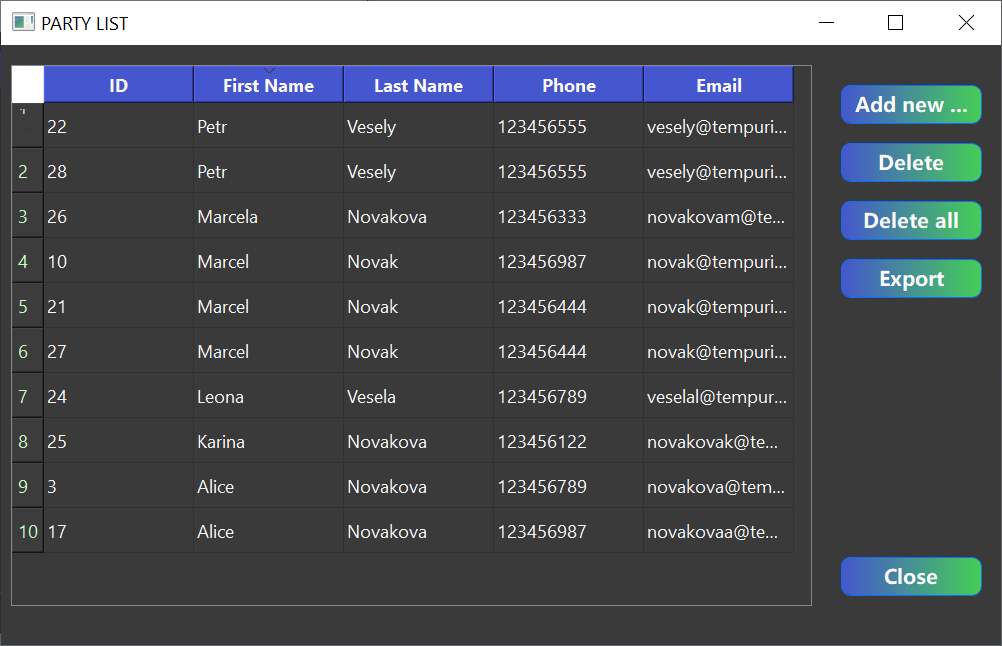 PARTY LIST
ID First Name Last Name Phone Email
1 22 Petr Vesely 123456555 vesely@tempuri...
2 28 Petr Vesely 123456555 vesely@tempuri...
3 26 Marcela Novakova 123456333 novakovam@te...
4 10 Marcel Novak 123456987 novak@tempuri...
5 21 Marcel Novak 123456444 novak@tempuri...
6 27 Marcel Novak 123456444 novak@tempuri...
7 24 Leona Vesela 123456789 veselal@tempur...
8 25 Karina Novakova 123456122 novakovak@te...
9 3 Alice Novakova 123456789 novakova@tem...
10 17 Alice Novakova 123456987 novakovaa@te...
Add new ...
Delete
Delete all
Export
Close